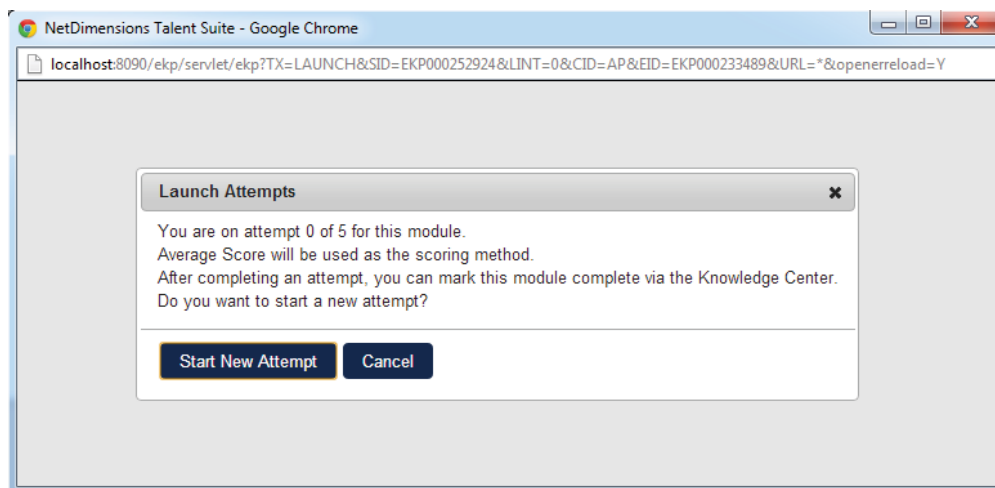 NetDimensions Talent Suite - Google Chrome
localhost:8090/ekp/servlet/ekp?TX=LAUNCH&SID=EKP000252924&LINT=0&CID=AP&EID=EKP000233489&URL=*&openerreload=Y
Launch Attempts
You are on attempt 0 of 5 for this module.
Average Score will be used as the scoring method.
After completing an attempt, you can mark this module complete via the Knowledge Center.
Do you want to start a new attempt?
Start New Attempt Cancel